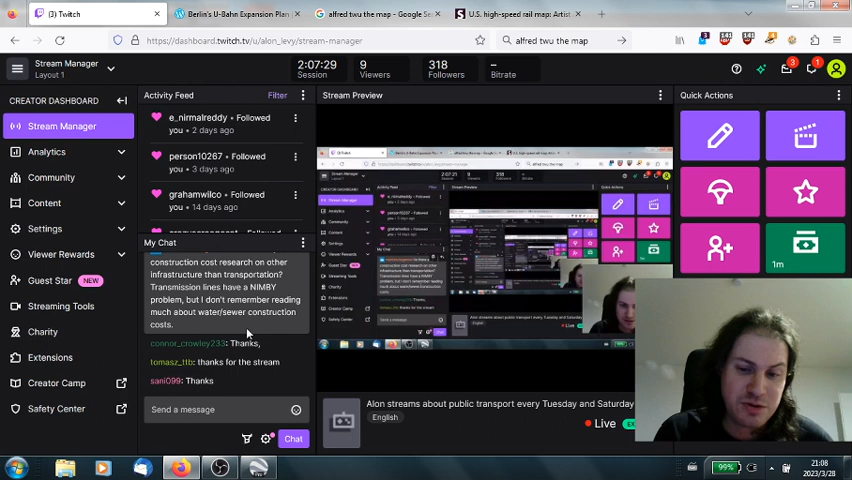 Twitch
Berlin's U-Bahn Expansion Plan |
alfred twu the map - Google Se
U.S. high-speed rail map: Artist
https://dashboard.twitch.tv/u/alon_levy/stream-manager
alfred twu the map
Stream Manager
Layout 1
2:07:29
Session
9
Viewers
318
Followers
–
Bitrate
3
1
CREATOR DASHBOARD
Stream Manager
Analytics
Community
Content
Settings
Viewer Rewards
Guest Star NEW
Streaming Tools
Charity
Extensions
Creator Camp
Safety Center
Activity Feed
Filter
e_nirmalreddy • Followed
you • 2 days ago
person10267 • Followed
you • 3 days ago
grahamwilco • Followed
you • 14 days ago
My Chat
construction cost research on other
infrastructure than transportation?
Transmission lines have a NIMBY
problem, but I don't remember reading
much about water/sewer construction
costs.
connor_crowley233: Thanks,
tomasz_ttb: thanks for the stream
sani099: Thanks
Send a message
Chat
Stream Preview
Alon streams about public transport every Tuesday and Saturday
English
Live
Quick Actions
1m
99%
21:08
2023/3/28